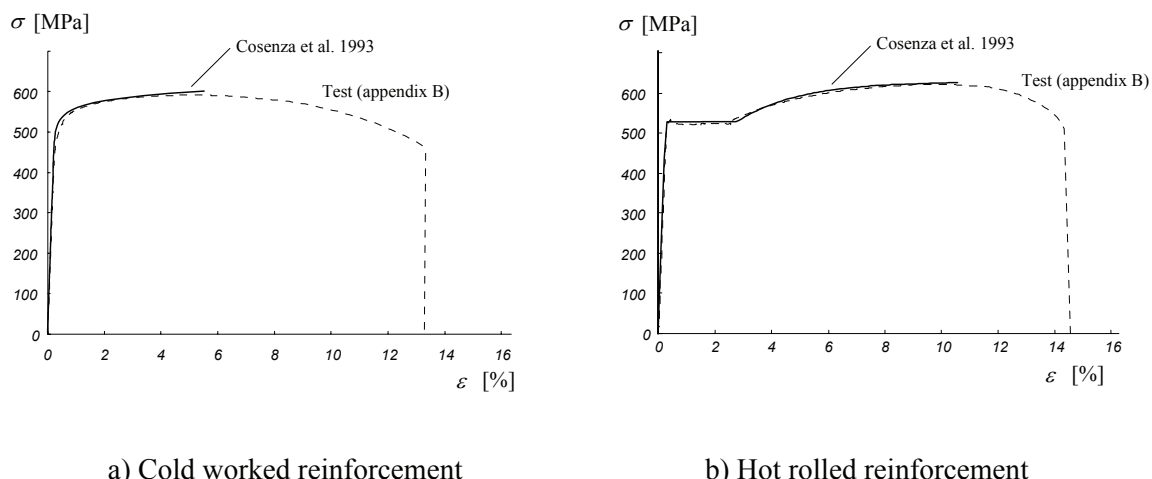 σ [MPa]
Cosenza et al. 1993
Test (appendix B)
600
500
400
300
200
100
0
0 2 4 6 8 10 12 14 16
ε [%]
a) Cold worked reinforcement
σ [MPa]
Cosenza et al. 1993
Test (appendix B)
600
500
400
300
200
100
0
0 2 4 6 8 10 12 14 16
ε [%]
b) Hot rolled reinforcement